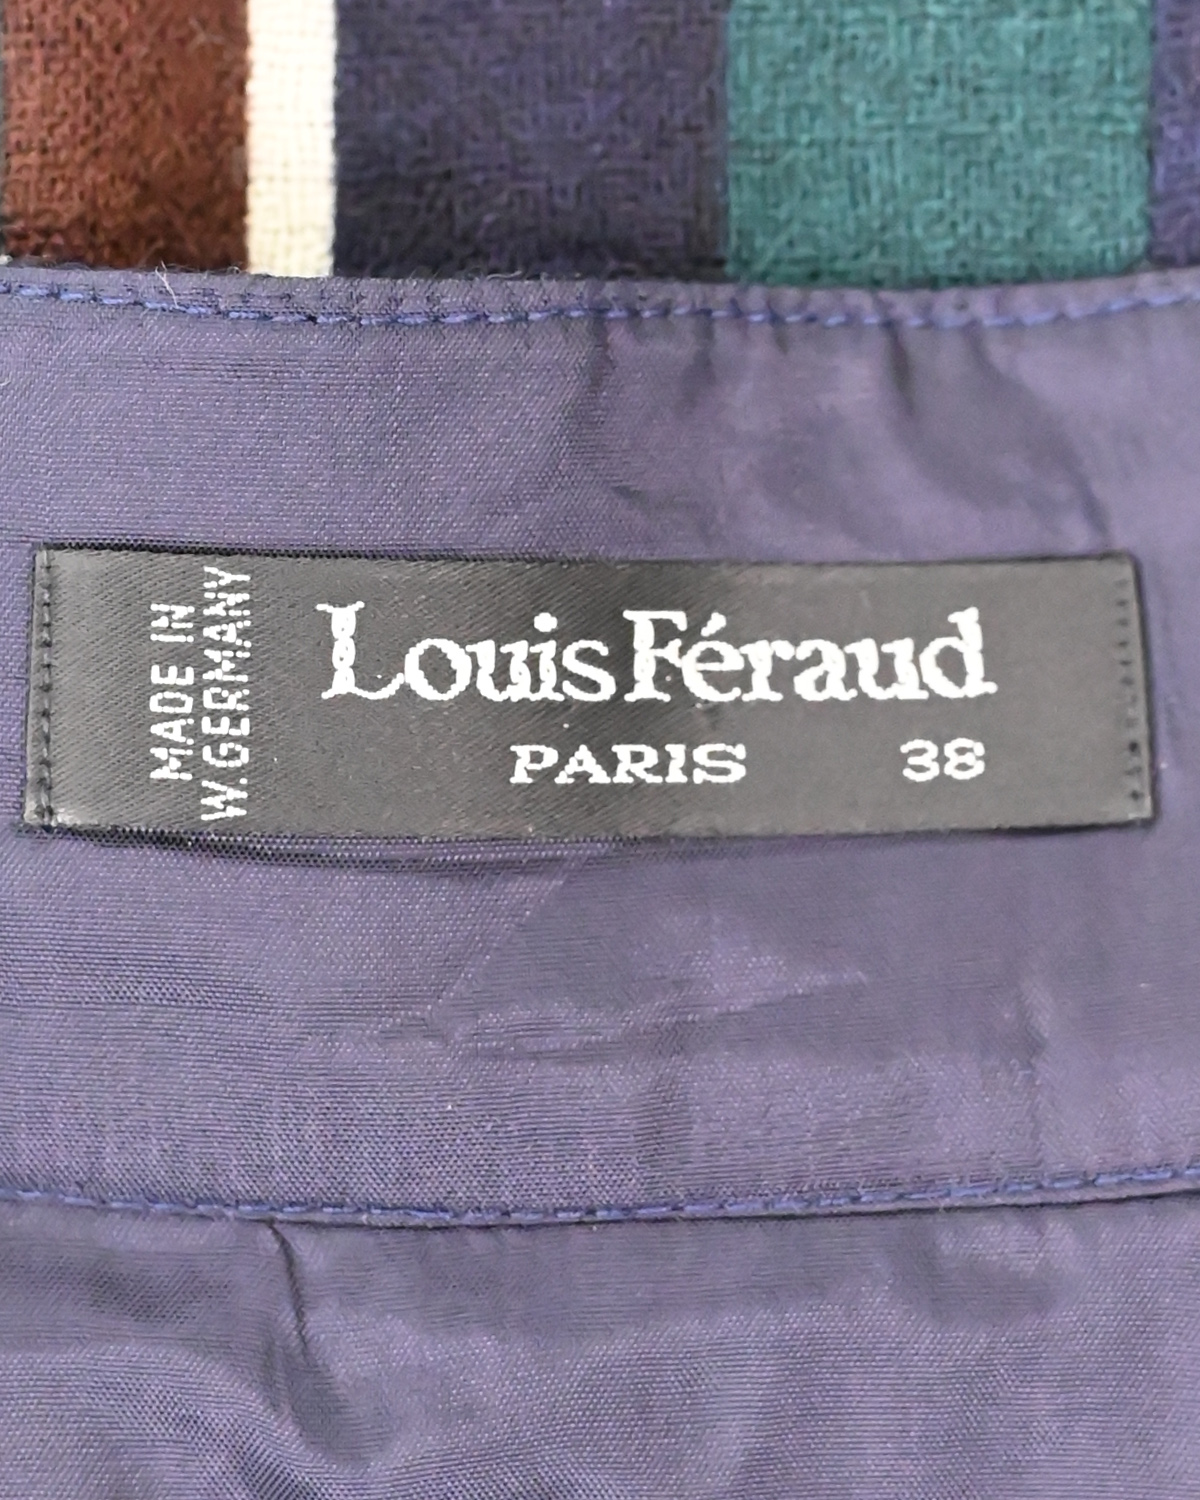 MADE IN
W.GERMANY
Louis Féraud
PARIS 38